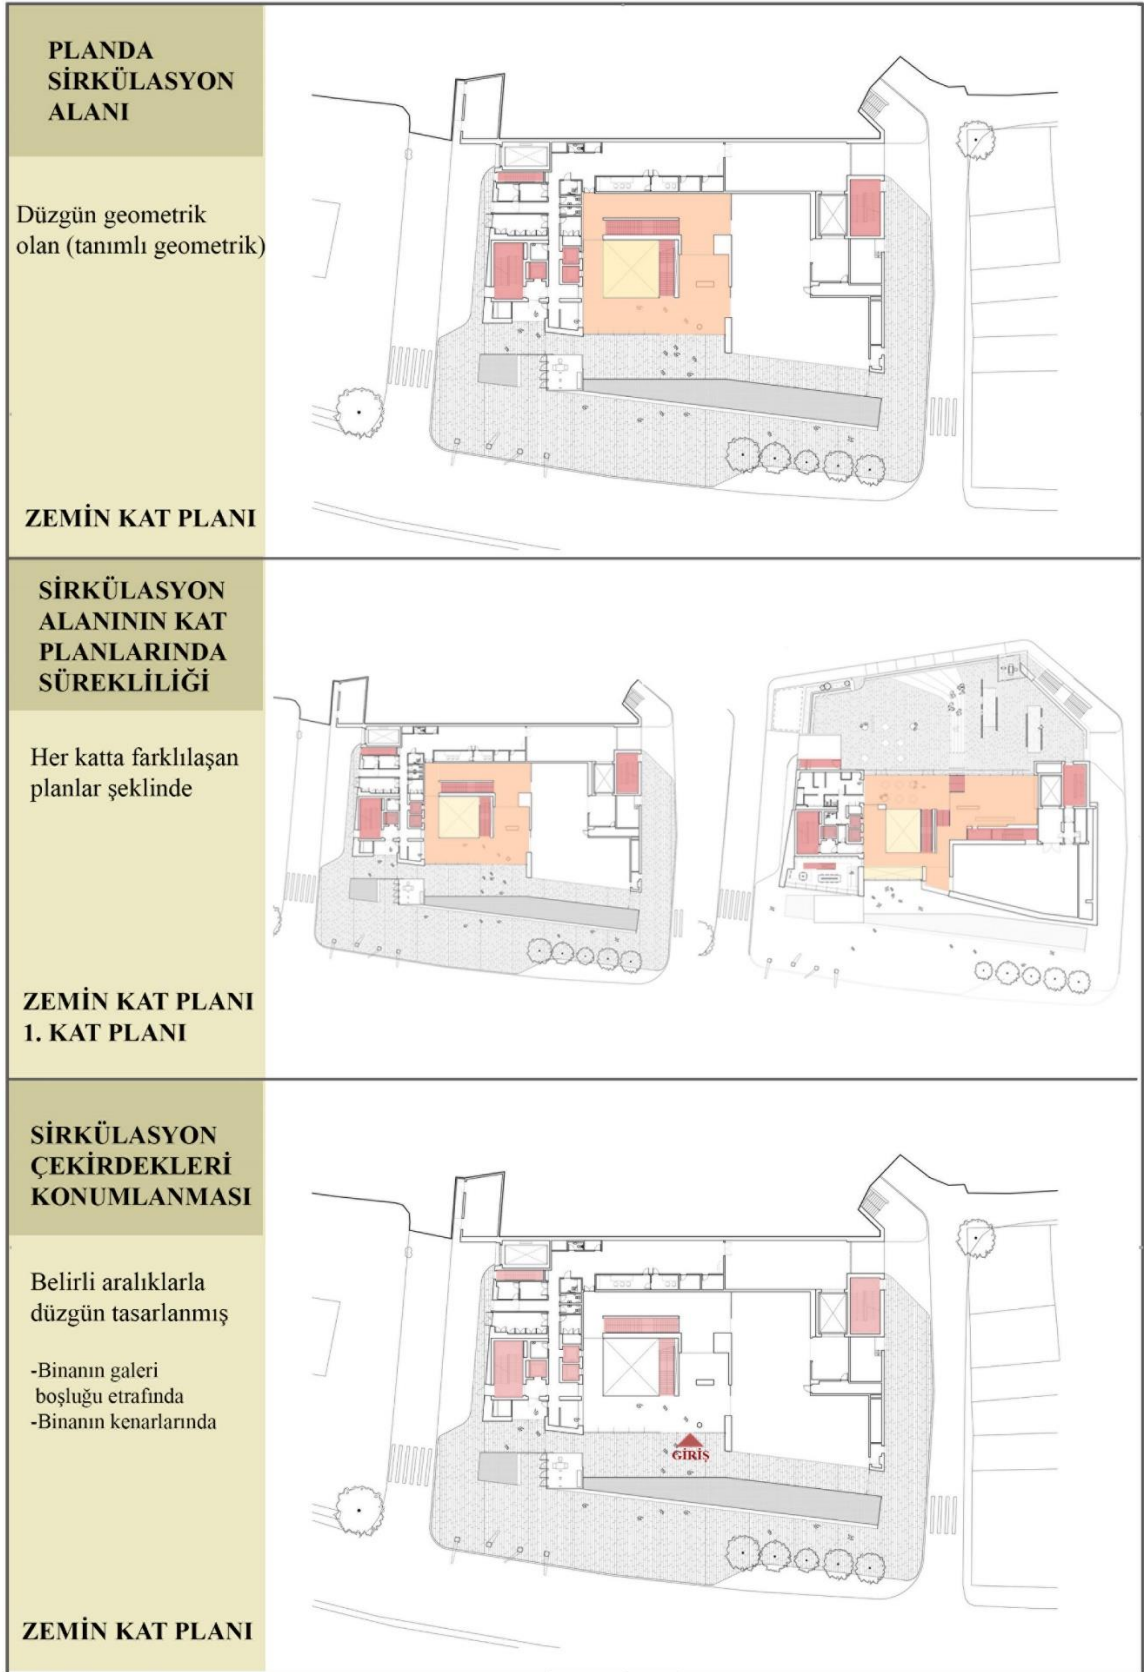 PLANDA
SİRKÜLASYON
ALANI
Düzgün geometrik
olan (tanımlı geometrik)
ZEMİN KAT PLANI
SİRKÜLASYON
ALANININ KAT
PLANLARINDA
SÜREKLİLİĞİ
Her katta farklılaşan
planlar şeklinde
ZEMİN KAT PLANI
1. KAT PLANI
SİRKÜLASYON
ÇEKİRDEKLERİ
KONUMLANMASI
Belirli aralıklarla
düzgün tasarlanmış
-Binanın galeri
boşluğu etrafında
-Binanın kenarlarında
GİRİŞ
ZEMİN KAT PLANI